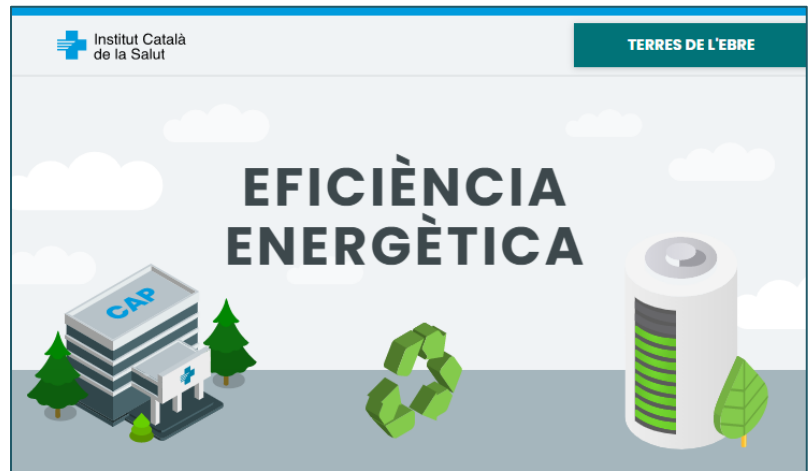 Institut Català
de la Salut
TERRES DE L'EBRE
EFICIÈNCIA
ENERGÈTICA
CAP